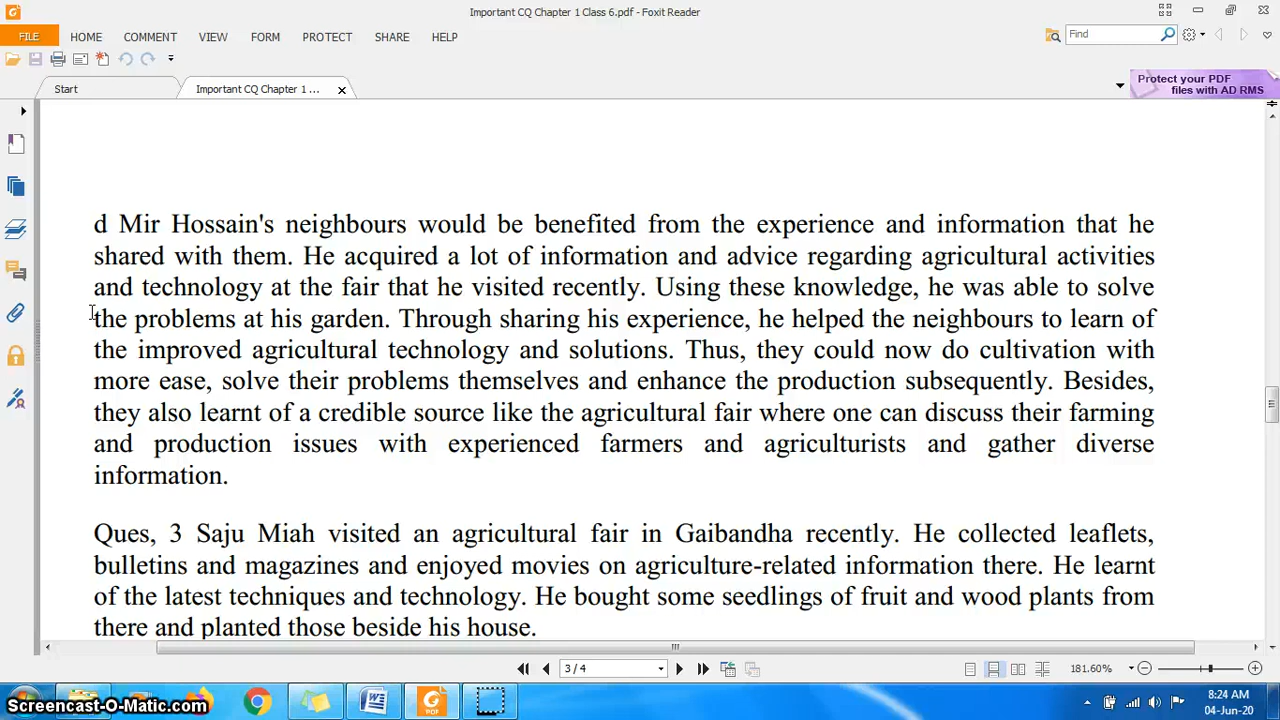 Important CQ Chapter 1 Class 6.pdf - Foxit Reader
FILE HOME COMMENT VIEW FORM PROTECT SHARE HELP
Find
Start
Important CQ Chapter 1 ...
Protect your PDF
files with AD RMS
d Mir Hossain's neighbours would be benefited from the experience and information that he
shared with them. He acquired a lot of information and advice regarding agricultural activities
and technology at the fair that he visited recently. Using these knowledge, he was able to solve
the problems at his garden. Through sharing his experience, he helped the neighbours to learn of
the improved agricultural technology and solutions. Thus, they could now do cultivation with
more ease, solve their problems themselves and enhance the production subsequently. Besides,
they also learnt of a credible source like the agricultural fair where one can discuss their farming
and production issues with experienced farmers and agriculturists and gather diverse
information.
Ques, 3 Saju Miah visited an agricultural fair in Gaibandha recently. He collected leaflets,
bulletins and magazines and enjoyed movies on agriculture-related information there. He learnt
of the latest techniques and technology. He bought some seedlings of fruit and wood plants from
there and planted those beside his house.
3 / 4
181.60%
Screencast-O-Matic.com
8:24 AM
04-Jun-20